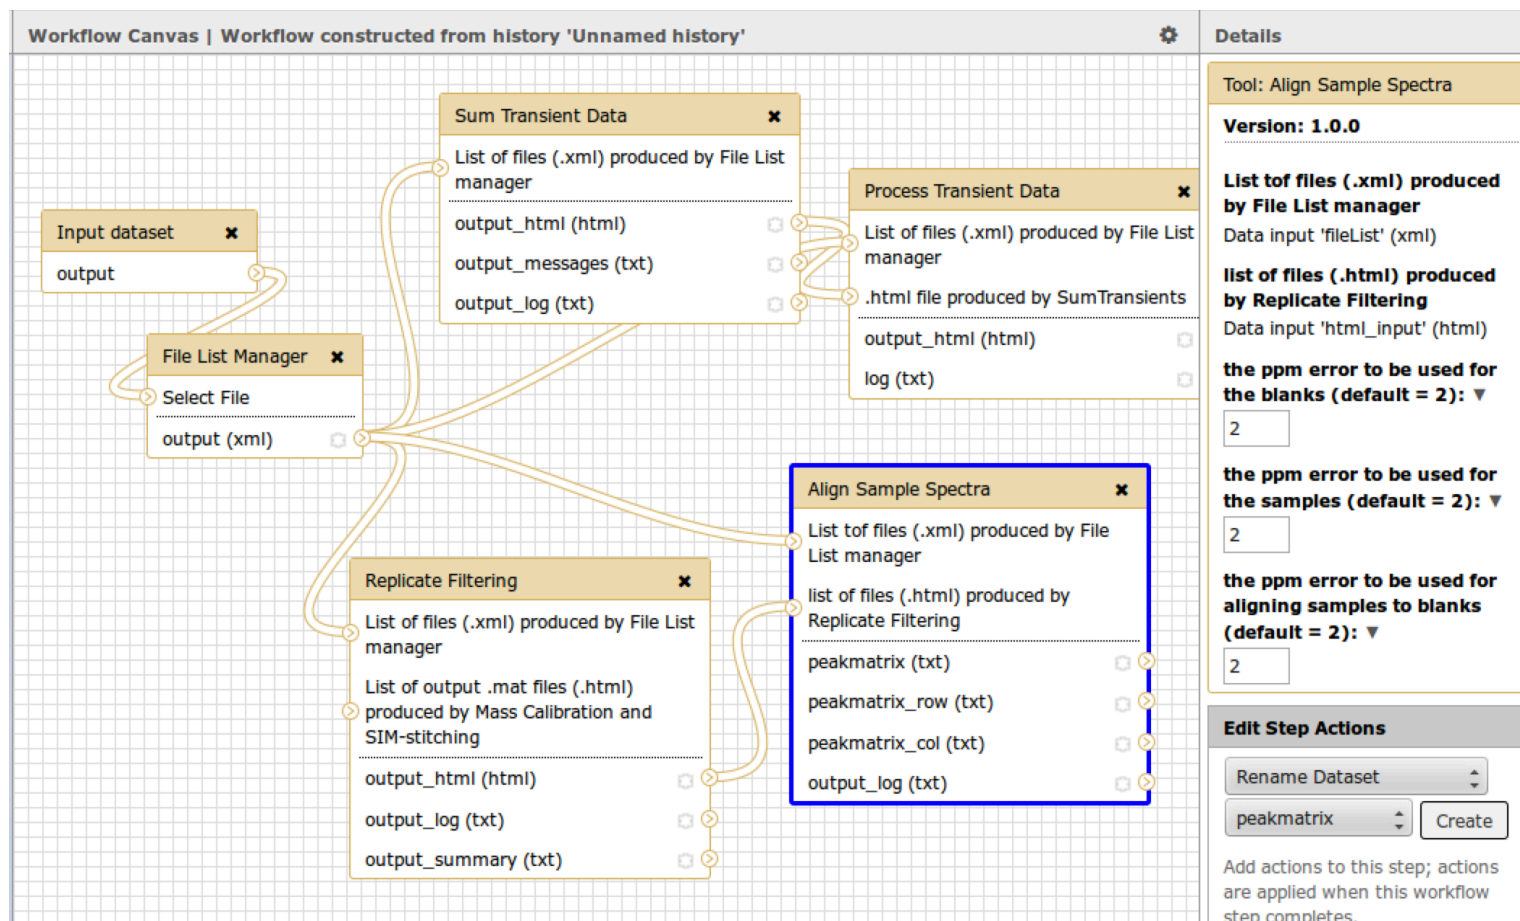 Workflow Canvas | Workflow constructed from history 'Unnamed history'
Details
Sum Transient Data
List of files (.xml) produced by File List
manager
output_html (html)
output_messages (txt)
output_log (txt)
Process Transient Data
List of files (.xml) produced by File List
manager
.html file produced by SumTransients
output_html (html)
log (txt)
Input dataset
output
File List Manager
Select File
output (xml)
Replicate Filtering
List of files (.xml) produced by File List
manager
List of output .mat files (.html)
produced by Mass Calibration and
SIM-stitching
output_html (html)
output_log (txt)
output_summary (txt)
Align Sample Spectra
List tof files (.xml) produced by File
List manager
list of files (.html) produced by
Replicate Filtering
peakmatrix (txt)
peakmatrix_row (txt)
peakmatrix_col (txt)
output_log (txt)
Tool: Align Sample Spectra
Version: 1.0.0
List tof files (.xml) produced
by File List manager
Data input 'fileList' (xml)
list of files (.html) produced
by Replicate Filtering
Data input 'html_input' (html)
the ppm error to be used for
the blanks (default = 2): ▼
2
the ppm error to be used for
the samples (default = 2): ▼
2
the ppm error to be used for
aligning samples to blanks
(default = 2): ▼
2
Edit Step Actions
Rename Dataset
peakmatrix
Create
Add actions to this step; actions
are applied when this workflow
step completes.